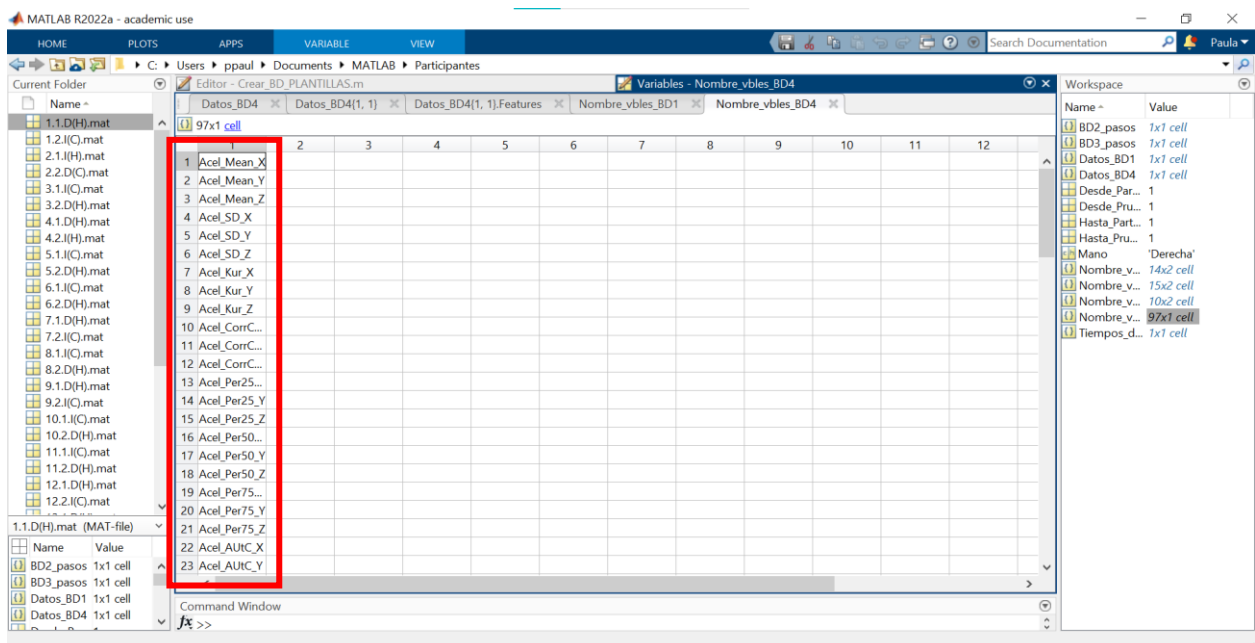 MATLAB R2022a - academic use
HOME PLOTS APPS VARIABLE VIEW Search Documentation Paula
C: Users ppaul Documents MATLAB Participantes
Current Folder
Name
1.1.D(H).mat
1.2.I(C).mat
2.1.I(H).mat
2.2.D(C).mat
3.1.I(C).mat
3.2.D(H).mat
4.1.D(H).mat
4.2.I(H).mat
5.1.I(C).mat
5.2.D(H).mat
6.1.I(C).mat
6.2.D(H).mat
7.1.D(H).mat
7.2.I(C).mat
8.1.I(C).mat
8.2.D(H).mat
9.1.D(H).mat
9.2.I(C).mat
10.1.I(C).mat
10.2.D(H).mat
11.1.I(C).mat
11.2.D(H).mat
12.1.D(H).mat
12.2.I(C).mat
1.1.D(H).mat (MAT-file)
Name Value
BD2_pasos 1x1 cell
BD3_pasos 1x1 cell
Datos_BD1 1x1 cell
Datos_BD4 1x1 cell
Editor - Crear_BD_PLANTILLAS.m
Variables - Nombre_vbles_BD4
Datos_BD4 Datos_BD4{1, 1} Datos_BD4{1, 1}.Features Nombre_vbles_BD1 Nombre_vbles_BD4
97x1 cell
1 2 3 4 5 6 7 8 9 10 11 12
1 Acel_Mean_X
2 Acel_Mean_Y
3 Acel_Mean_Z
4 Acel_SD_X
5 Acel_SD_Y
6 Acel_SD_Z
7 Acel_Kur_X
8 Acel_Kur_Y
9 Acel_Kur_Z
10 Acel_CorrC...
11 Acel_CorrC...
12 Acel_CorrC...
13 Acel_Per25...
14 Acel_Per25_Y
15 Acel_Per25_Z
16 Acel_Per50...
17 Acel_Per50_Y
18 Acel_Per50_Z
19 Acel_Per75...
20 Acel_Per75_Y
21 Acel_Per75_Z
22 Acel_AUtC_X
23 Acel_AUtC_Y
Command Window
fx >>
Workspace
Name Value
BD2_pasos 1x1 cell
BD3_pasos 1x1 cell
Datos_BD1 1x1 cell
Datos_BD4 1x1 cell
Desde_Par... 1
Desde_Pru... 1
Hasta_Part... 1
Hasta_Pru... 1
Mano 'Derecha'
Nombre_v... 14x2 cell
Nombre_v... 15x2 cell
Nombre_v... 10x2 cell
Nombre_v... 97x1 cell
Tiempos_d... 1x1 cell